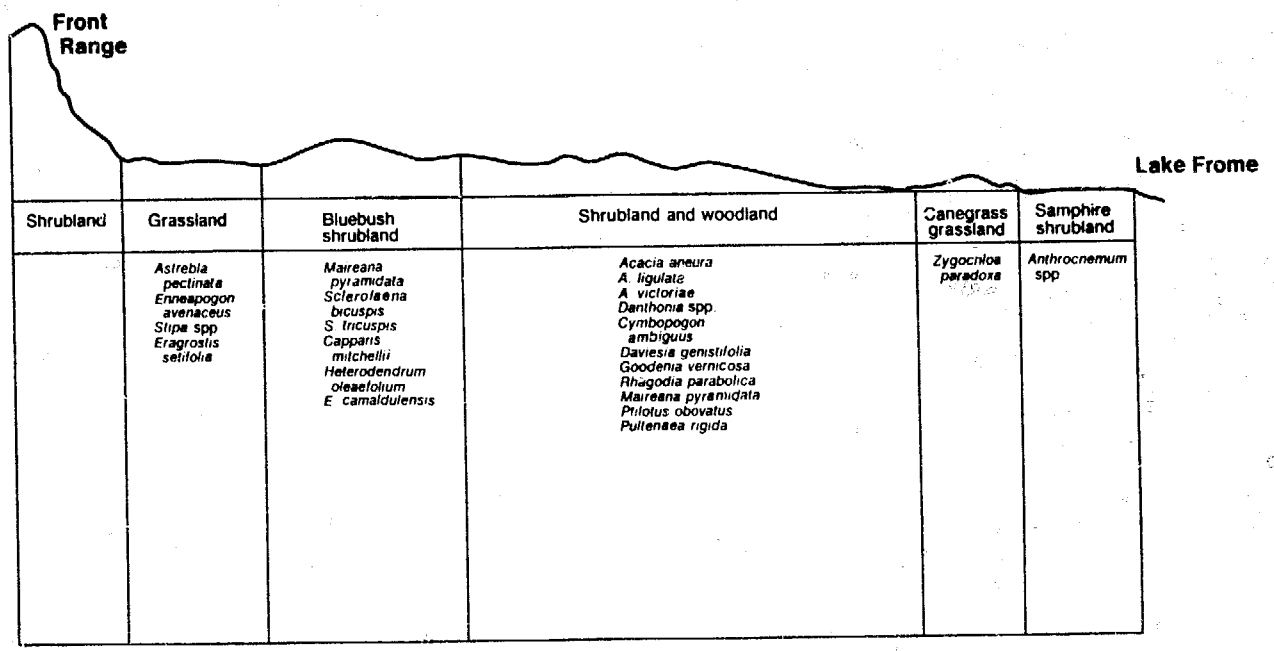 Front
Range
Lake Frome
Shrubland
Grassland
Bluebush
shrubland
Shrubland and woodland
Canegrass
grassland
Samphire
shrubland
Astrebla
pectinata
Enneapogon
avenaceus
Stipa spp
Eragrostis
setifolia
Maireana
pyramidata
Sclerolaena
bicuspis
S. tricuspis
Capparis
mitchellii
Heterodendrum
oleaefolium
E camaldulensis
Acacia aneura
A. ligulata
A victoriae
Danthonia spp.
Cymbopogon
ambiguus
Daviesia genistifolia
Goodenia vernicosa
Rhagodia parabolica
Maireana pyramidata
Ptilotus obovatus
Pultenaea rigida
Zygochloa
paradoxa
Anthrocnemum
spp